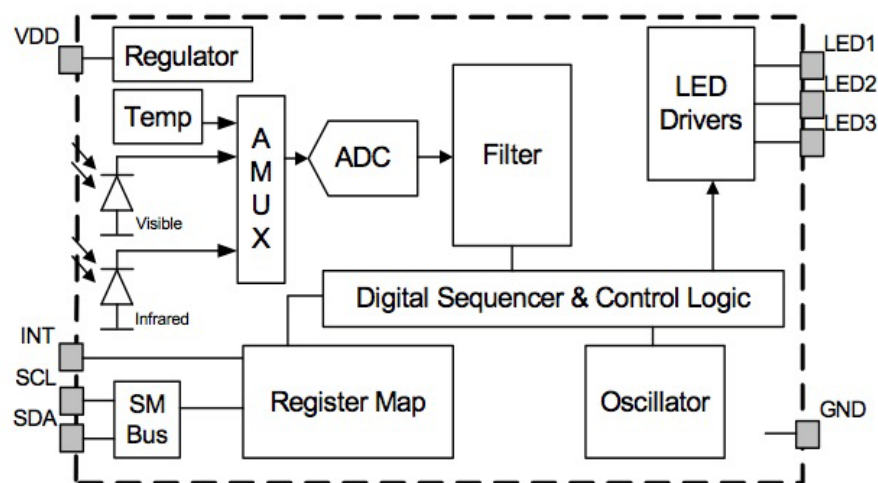 VDD
Regulator
LED
Drivers
LED1
LED2
LED3
Temp
A
M
U
X
ADC
Filter
Visible
Infrared
Digital Sequencer & Control Logic
INT
SCL
SDA
SM
Bus
Register Map
Oscillator
GND